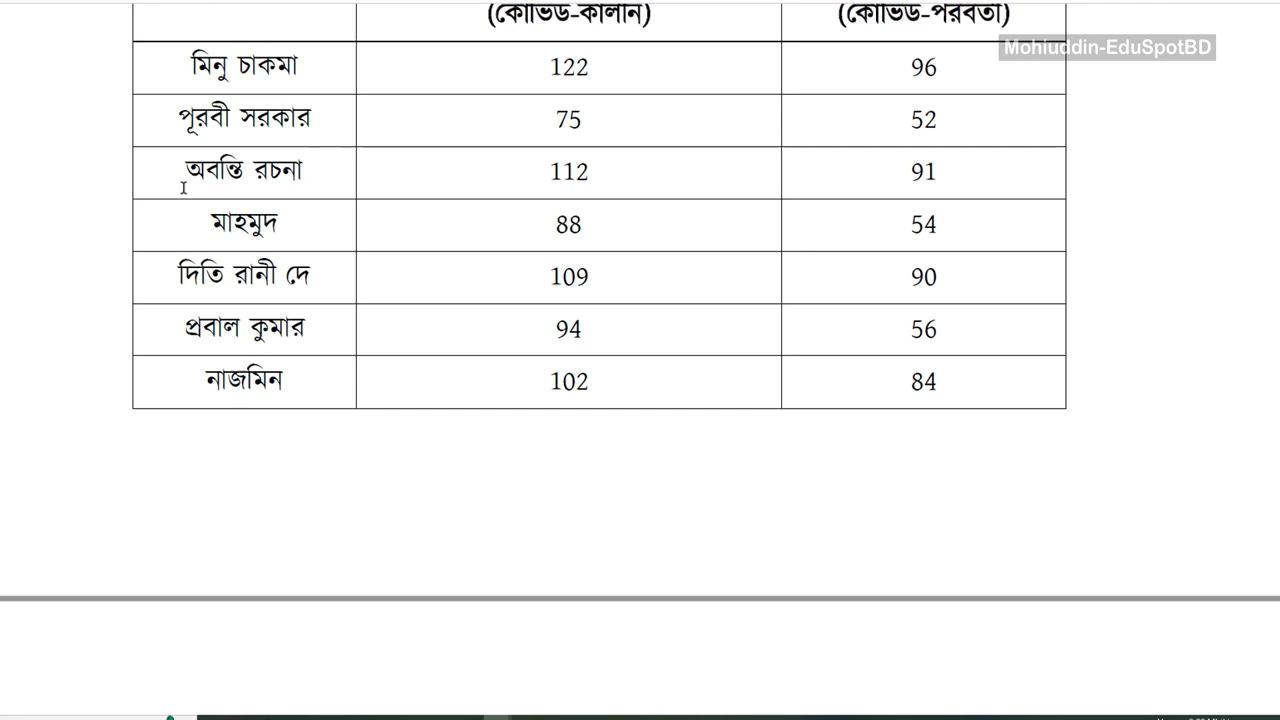 (কোভিড-কালীন) (কোভিড-পরবর্তী)
Mohiuddin-EduSpotBD
মিনু চাকমা 122 96
পূরবী সরকার 75 52
অবন্তি রচনা 112 91
মাহমুদ 88 54
দিতি রানী দে 109 90
প্রবাল কুমার 94 56
নাজমিন 102 84